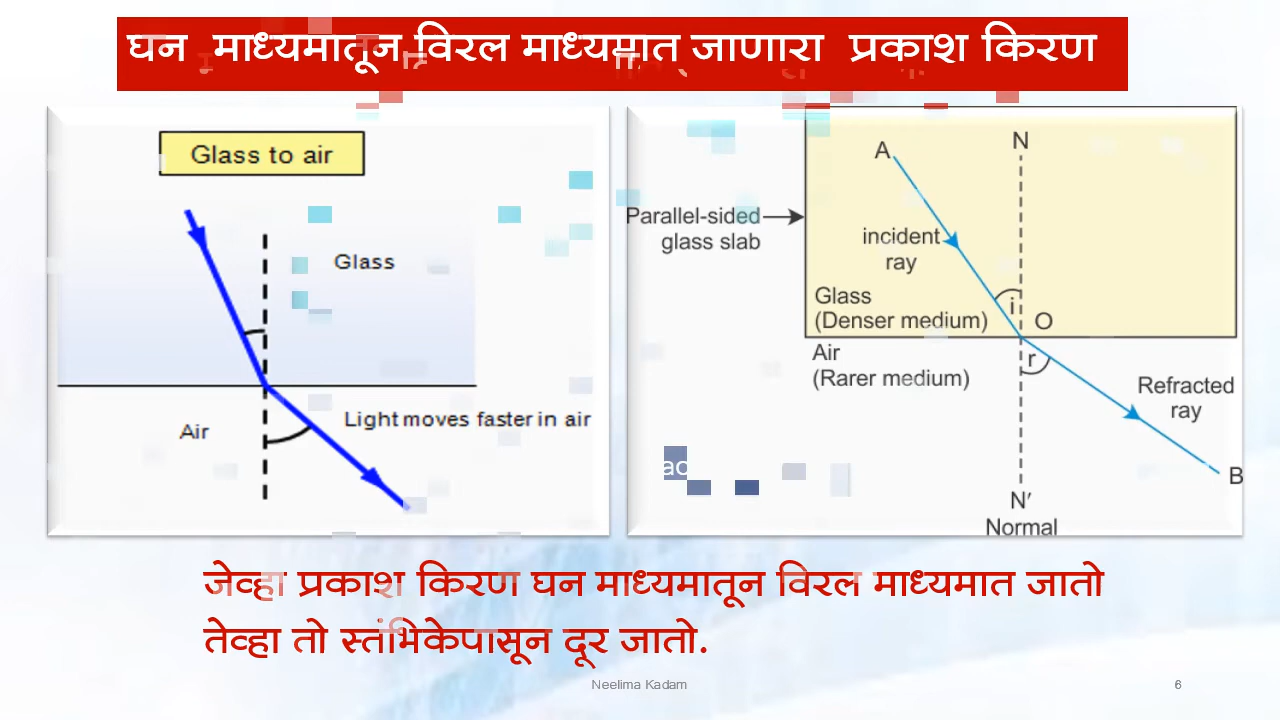 घन माध्यमातून विरल माध्यमात जाणारा प्रकाश किरण
Glass to air
Glass
Air
Light moves faster in air
Parallel-sided
glass slab
A
N
incident
ray
i
Glass
(Denser medium)
O
Air
(Rarer medium)
r
Refracted
ray
B
N′
Normal
जेव्हा प्रकाश किरण घन माध्यमातून विरल माध्यमात जातो
तेव्हा तो स्तंभिकेपासून दूर जातो.
Neelima Kadam
6